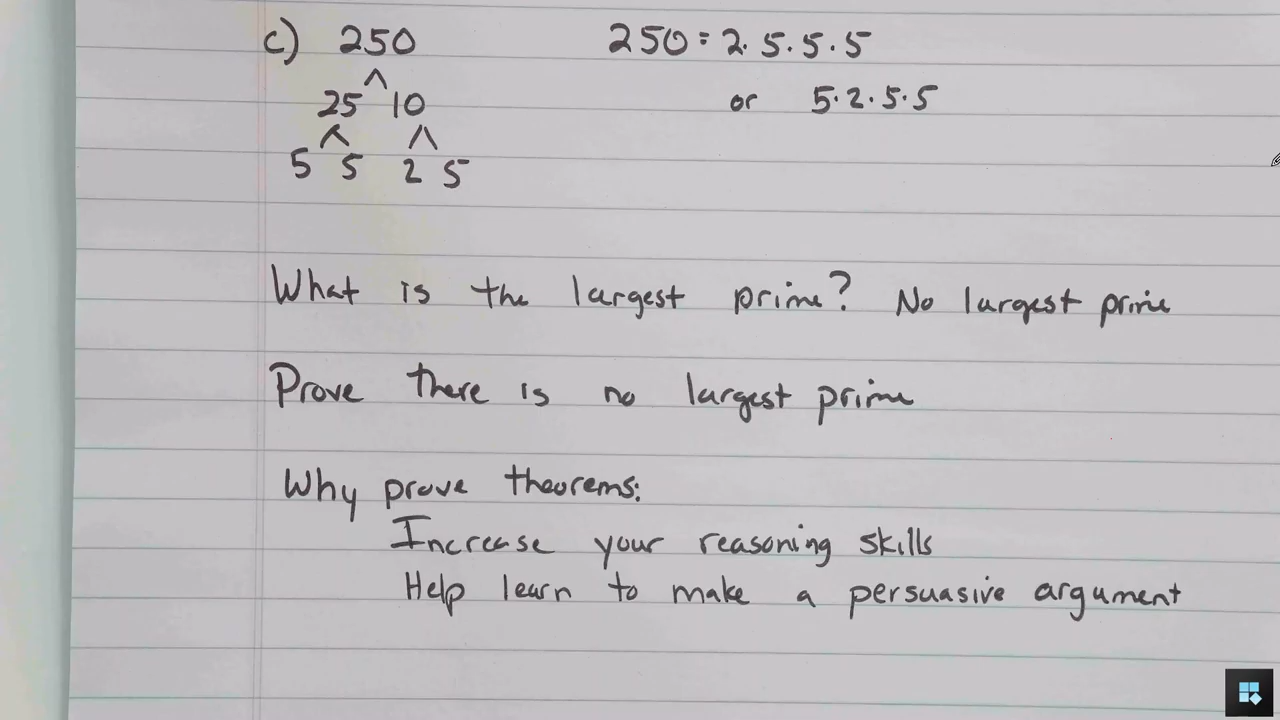 c) 250 250 = 2 · 5 · 5 · 5
25 10 or 5 · 2 · 5 · 5
5 5 2 5
What is the largest prime? No largest prime
Prove there is no largest prime
Why prove theorems:
Increase your reasoning skills
Help learn to make a persuasive argument